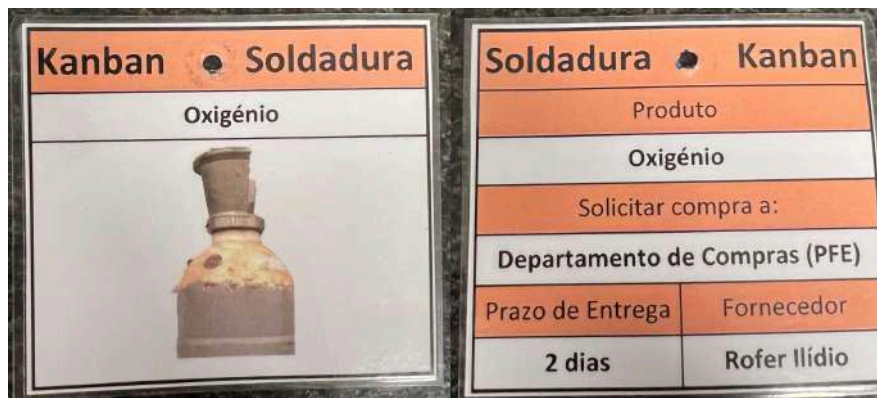 Kanban Soldadura
Oxigénio
Soldadura Kanban
Produto
Oxigénio
Solicitar compra a:
Departamento de Compras (PFE)
Prazo de Entrega Fornecedor
2 dias Rofer Ilídio